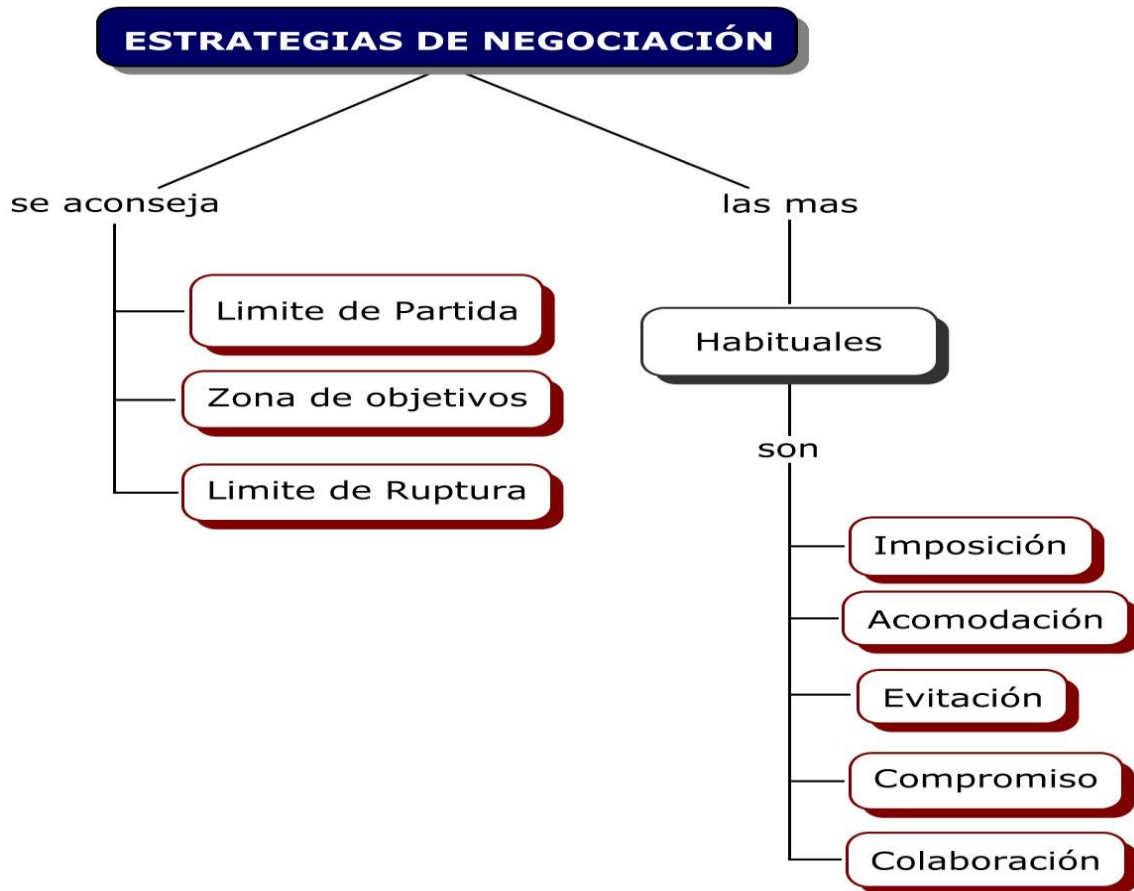 ESTRATEGIAS DE NEGOCIACIÓN
se aconseja
Limite de Partida
Zona de objetivos
Limite de Ruptura
las mas
Habituales
son
Imposición
Acomodación
Evitación
Compromiso
Colaboración